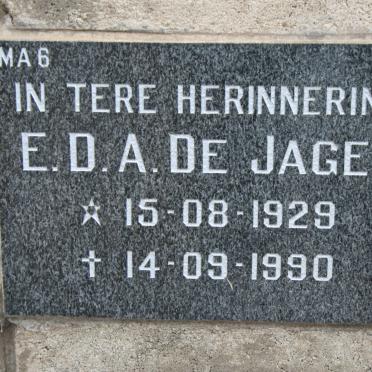 MA6
IN TERE HERINNERIN
E.D.A. DE JAGE
☆ 15-08-1929
✝ 14-09-1990